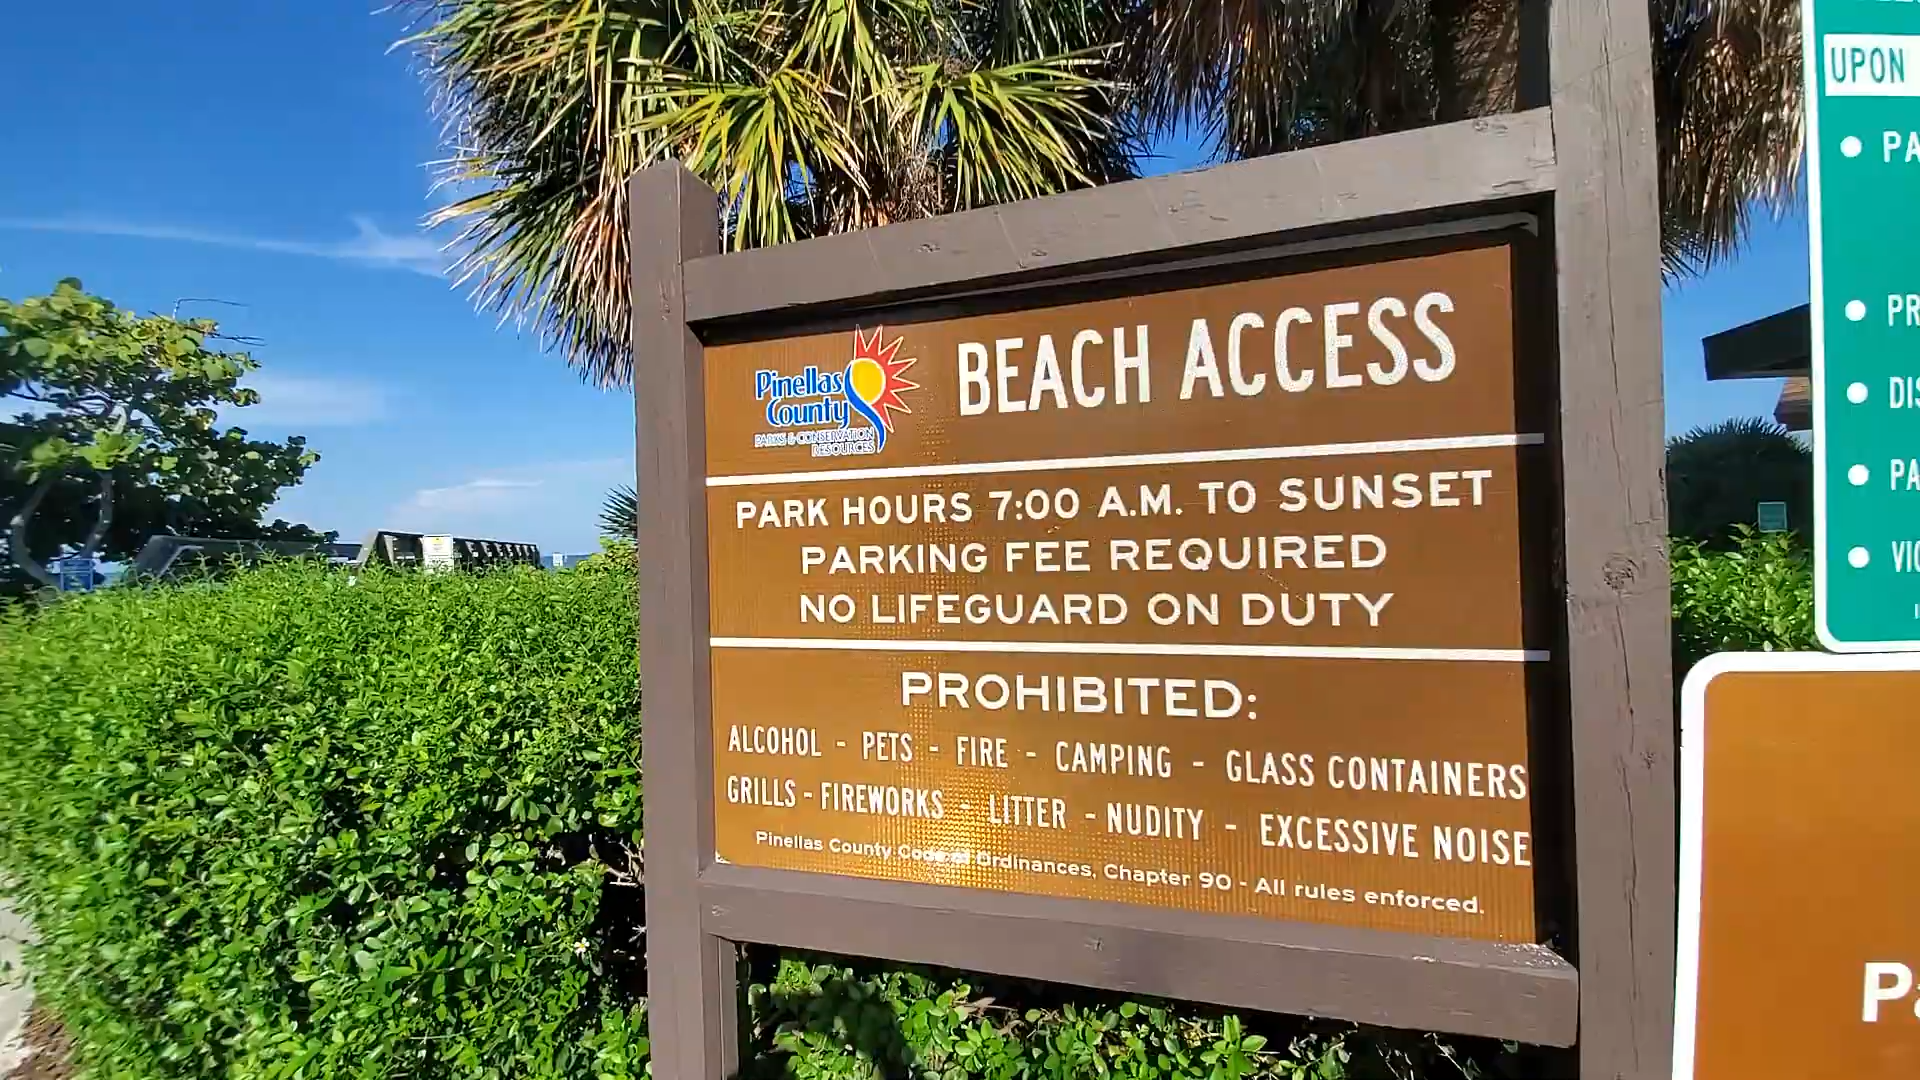 Pinellas
County
PARKS & CONSERVATION
RESOURCES
BEACH ACCESS
PARK HOURS 7:00 A.M. TO SUNSET
PARKING FEE REQUIRED
NO LIFEGUARD ON DUTY
PROHIBITED:
ALCOHOL - PETS - FIRE - CAMPING - GLASS CONTAINERS
GRILLS - FIREWORKS - LITTER - NUDITY - EXCESSIVE NOISE
Pinellas County Code of Ordinances, Chapter 90 - All rules enforced.
UPON